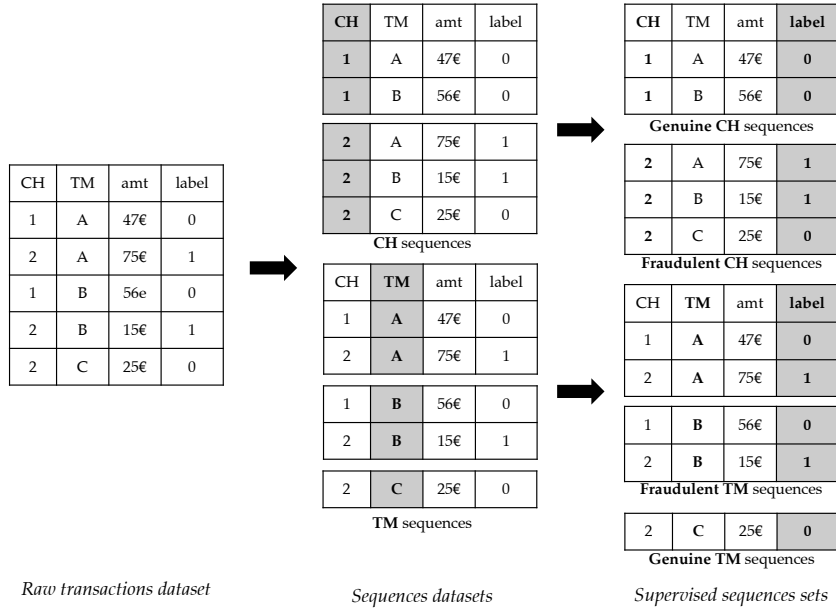 CH TM amt label
1 A 47€ 0
2 A 75€ 1
1 B 56e 0
2 B 15€ 1
2 C 25€ 0
Raw transactions dataset
CH TM amt label
1 A 47€ 0
1 B 56€ 0
2 A 75€ 1
2 B 15€ 1
2 C 25€ 0
CH sequences
CH TM amt label
1 A 47€ 0
2 A 75€ 1
1 B 56€ 0
2 B 15€ 1
2 C 25€ 0
TM sequences
Sequences datasets
CH TM amt label
1 A 47€ 0
1 B 56€ 0
Genuine CH sequences
2 A 75€ 1
2 B 15€ 1
2 C 25€ 0
Fraudulent CH sequences
CH TM amt label
1 A 47€ 0
2 A 75€ 1
1 B 56€ 0
2 B 15€ 1
Fraudulent TM sequences
2 C 25€ 0
Genuine TM sequences
Supervised sequences sets